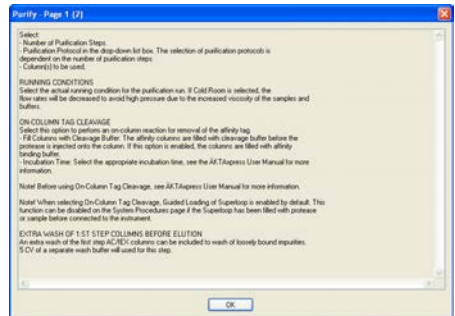 Purify - Page 1 (2)
Select:
- Number of Purification Steps.
- Purification Protocol in the drop-down list box. The selection of purification protocols is
dependent on the number of purification steps
- Column(s) to be used.
RUNNING CONDITIONS
Select the actual running condition for the purification run. If Cold Room is selected, the
flow rates will be decreased to avoid high pressure due to the increased viscosity of the samples and
buffers.
ON-COLUMN TAG CLEAVAGE
Select this option to perform an on-column reaction for removal of the affinity tag.
- Fill Columns with Cleavage Buffer: The affinity columns are filled with cleavage buffer before the
protease is injected onto the column. If this option is enabled, the columns are filled with affinity
binding buffer.
- Incubation Time: Select the appropriate incubation time, see the ÄKTAxpress User Manual for more
information.
Note! Before using On-Column Tag Cleavage, see ÄKTAxpress User Manual for more information.
Note! When selecting On-Column Tag Cleavage, Guided Loading of Superloop is enabled by default. This
function can be disabled on the System Procedures page if the Superloop has been filled with protease
or sample before connected to the instrument.
EXTRA WASH OF 1:ST STEP COLUMNS BEFORE ELUTION
An extra wash of the first step AC/IEX columns can be included to wash of loosely bound impurities.
5 CV of a separate wash buffer will used for this step.
OK